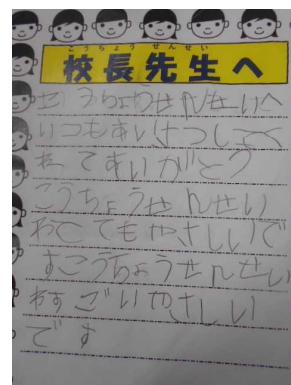 こうちょう せんせい
校長先生へ
こうちょうせんせいへ
いつもあいさつしてく
れてありがとう
こうちょうせんせい
わとてもやさしいで
すこうちょうせんせい
わすごいやさしい
です